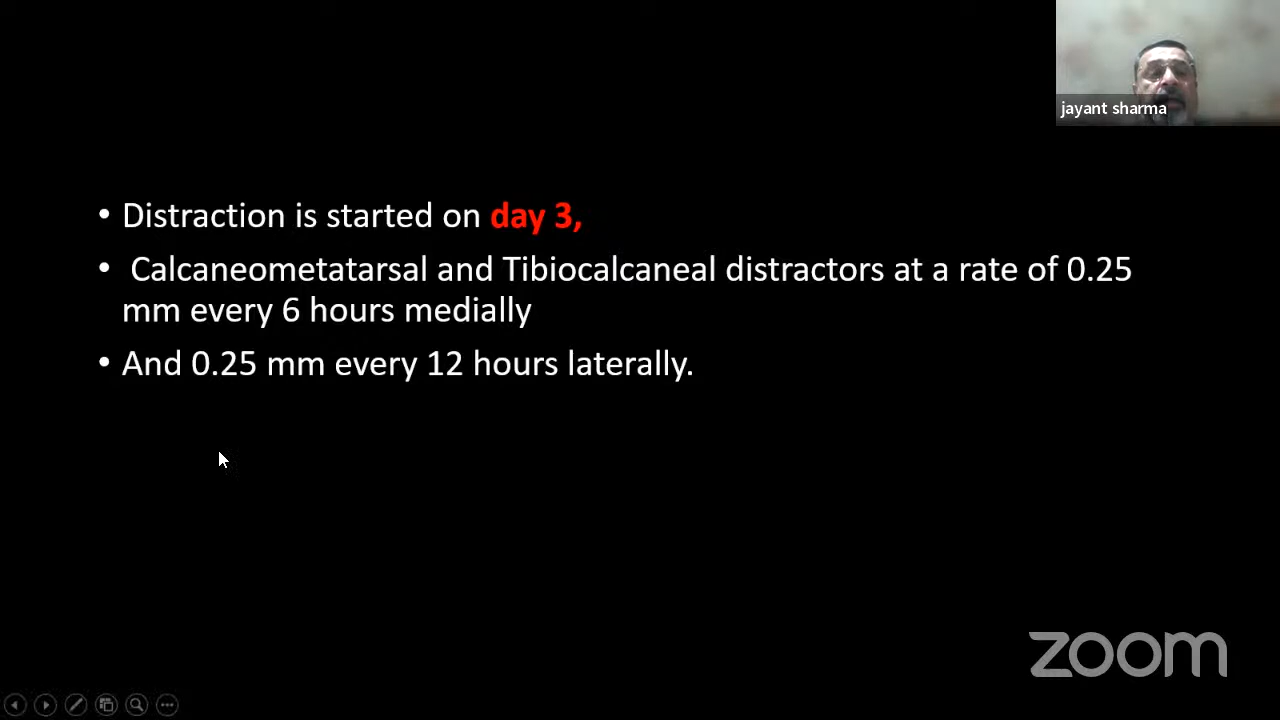 jayant sharma
• Distraction is started on day 3,
• Calcaneometatarsal and Tibiocalcaneal distractors at a rate of 0.25
mm every 6 hours medially
• And 0.25 mm every 12 hours laterally.
zoom